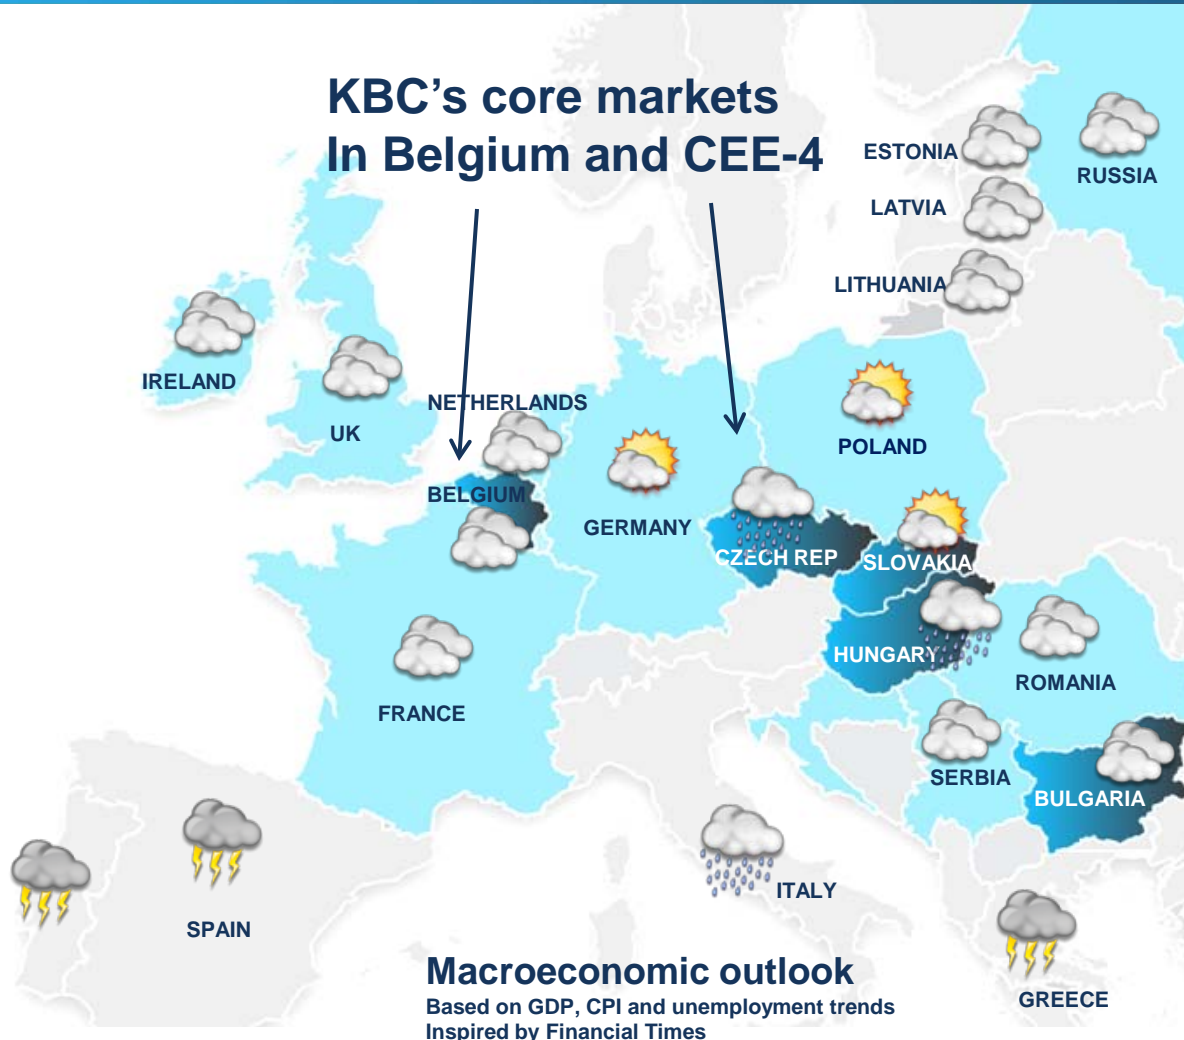 KBC's core markets
In Belgium and CEE-4
ESTONIA
RUSSIA
LATVIA
LITHUANIA
IRELAND
NETHERLANDS
UK
POLAND
BELGIUM
GERMANY
CZECH REP
SLOVAKIA
HUNGARY
ROMANIA
FRANCE
SERBIA
BULGARIA
ITALY
SPAIN
GREECE
Macroeconomic outlook
Based on GDP, CPI and unemployment trends
Inspired by Financial Times